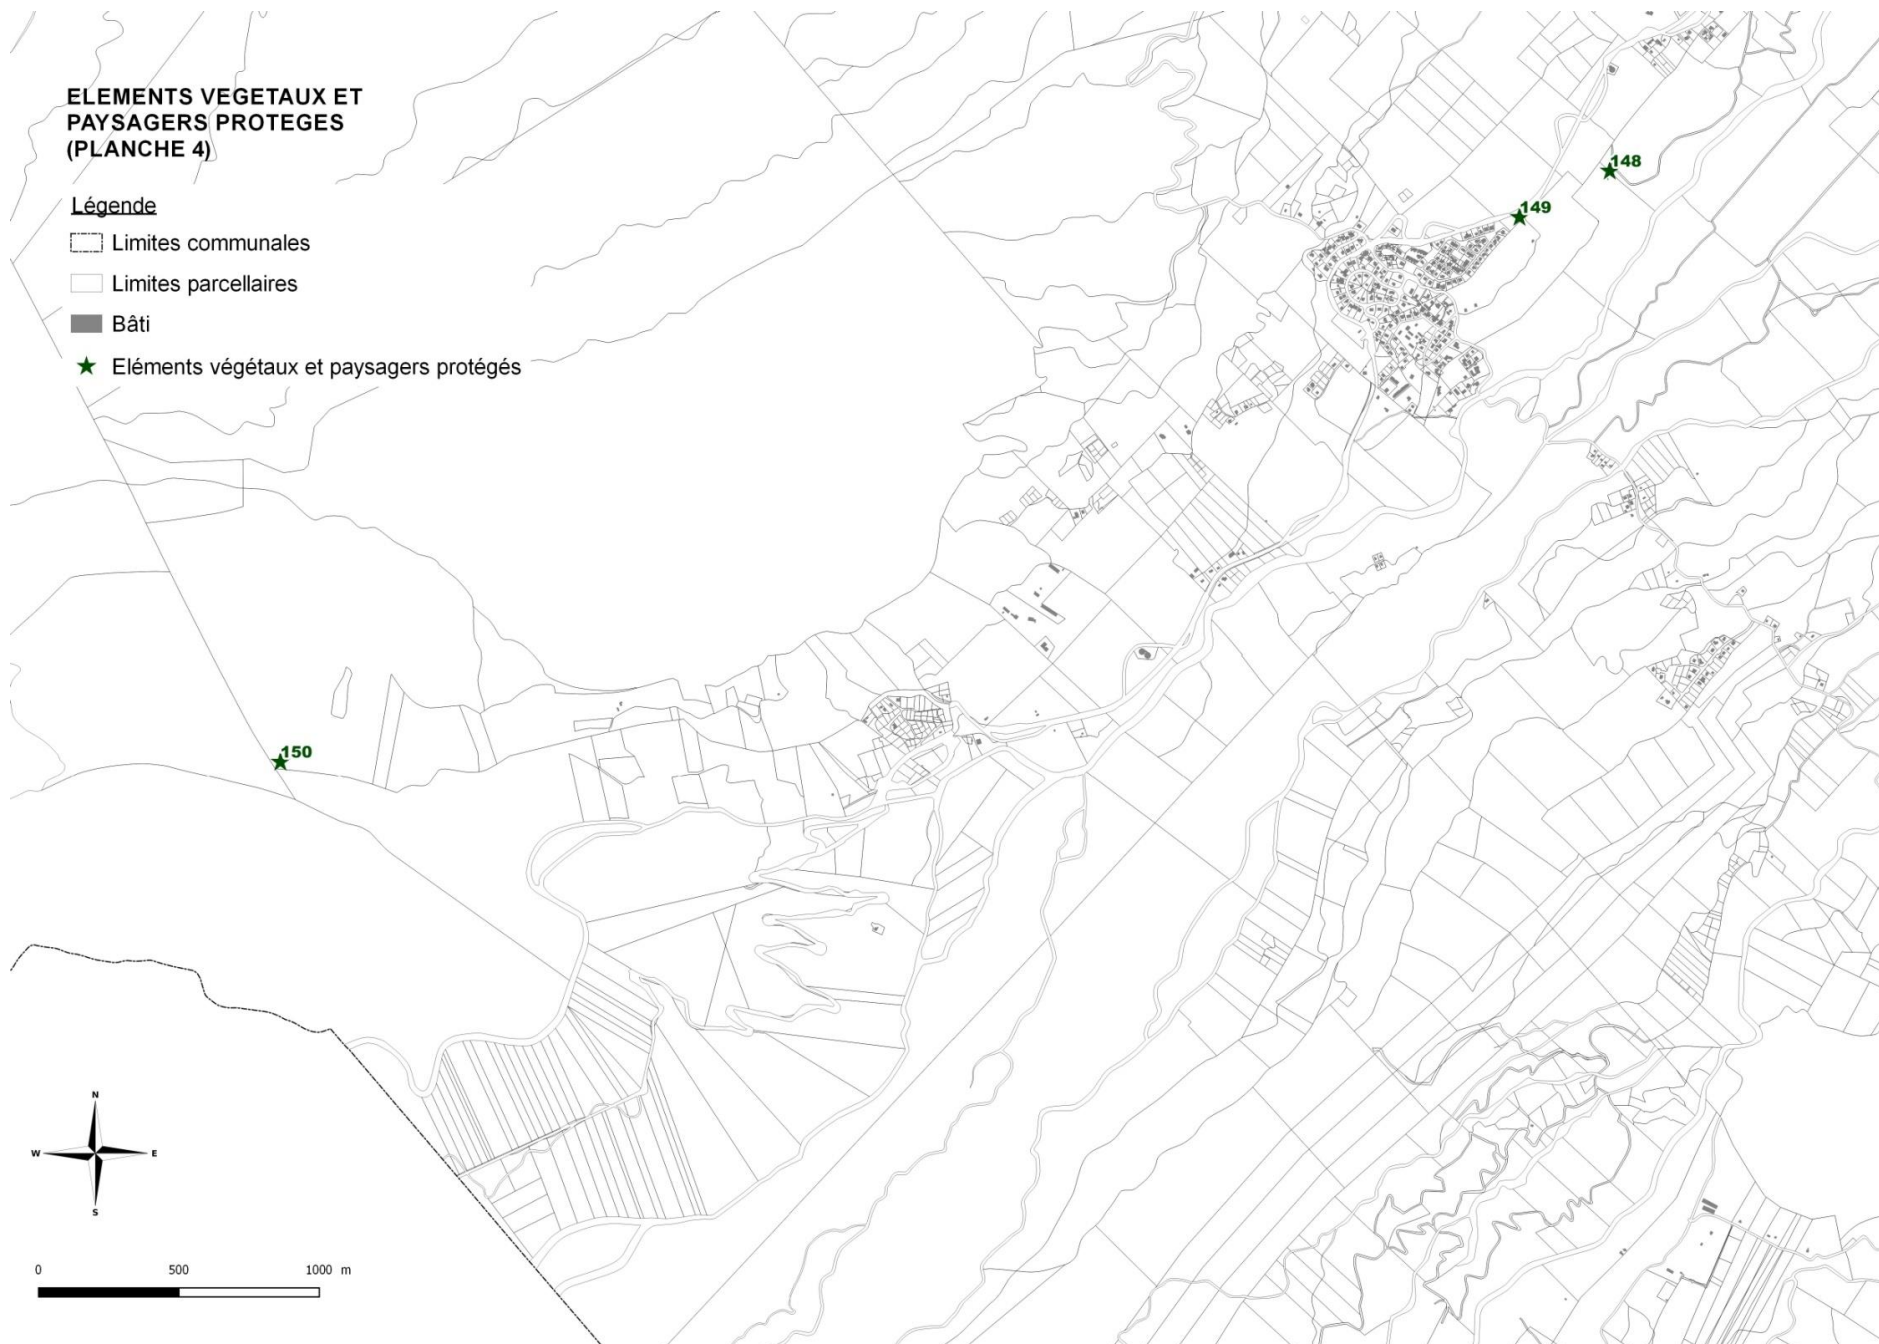 ELEMENTS VEGETAUX ET
PAYSAGERS PROTEGES
(PLANCHE 4)
Légende
Limites communales
Limites parcellaires
Bâti
Eléments végétaux et paysagers protégés
148
149
150
N
W E
S
0 500 1000 m